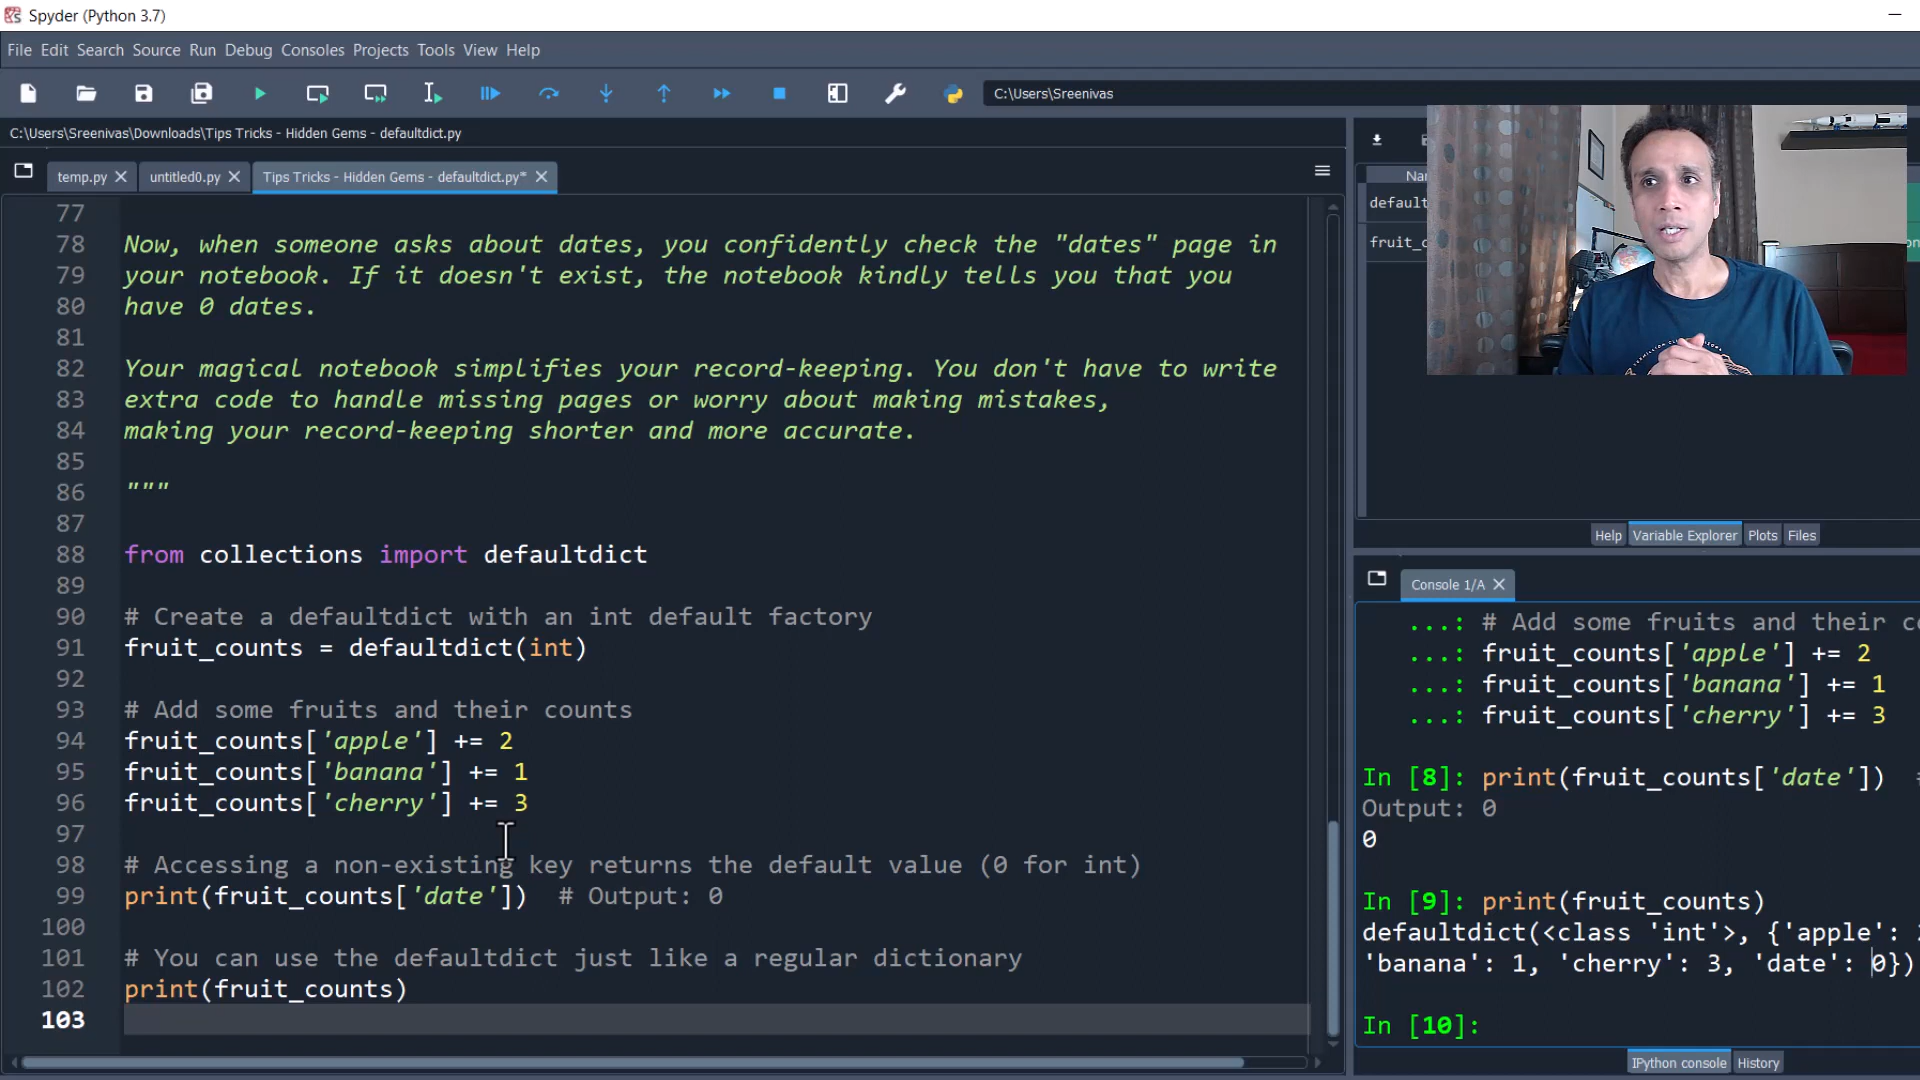 Spyder (Python 3.7)
File Edit Search Source Run Debug Consoles Projects Tools View Help
C:\Users\Sreenivas
C:\Users\Sreenivas\Downloads\Tips Tricks - Hidden Gems - defaultdict.py
temp.py
untitled0.py
Tips Tricks - Hidden Gems - defaultdict.py*
77
78 Now, when someone asks about dates, you confidently check the "dates" page in
79 your notebook. If it doesn't exist, the notebook kindly tells you that you
80 have 0 dates.
81
82 Your magical notebook simplifies your record-keeping. You don't have to write
83 extra code to handle missing pages or worry about making mistakes,
84 making your record-keeping shorter and more accurate.
85
86 """
87
88 from collections import defaultdict
89
90 # Create a defaultdict with an int default factory
91 fruit_counts = defaultdict(int)
92
93 # Add some fruits and their counts
94 fruit_counts['apple'] += 2
95 fruit_counts['banana'] += 1
96 fruit_counts['cherry'] += 3
97
98 # Accessing a non-existing key returns the default value (0 for int)
99 print(fruit_counts['date']) # Output: 0
100
101 # You can use the defaultdict just like a regular dictionary
102 print(fruit_counts)
103
Na
default
fruit_c
Help Variable Explorer Plots Files
Console 1/A
...: # Add some fruits and their co
...: fruit_counts['apple'] += 2
...: fruit_counts['banana'] += 1
...: fruit_counts['cherry'] += 3
In [8]: print(fruit_counts['date'])
Output: 0
0
In [9]: print(fruit_counts)
defaultdict(<class 'int'>, {'apple':
'banana': 1, 'cherry': 3, 'date': 0})
In [10]:
IPython console History